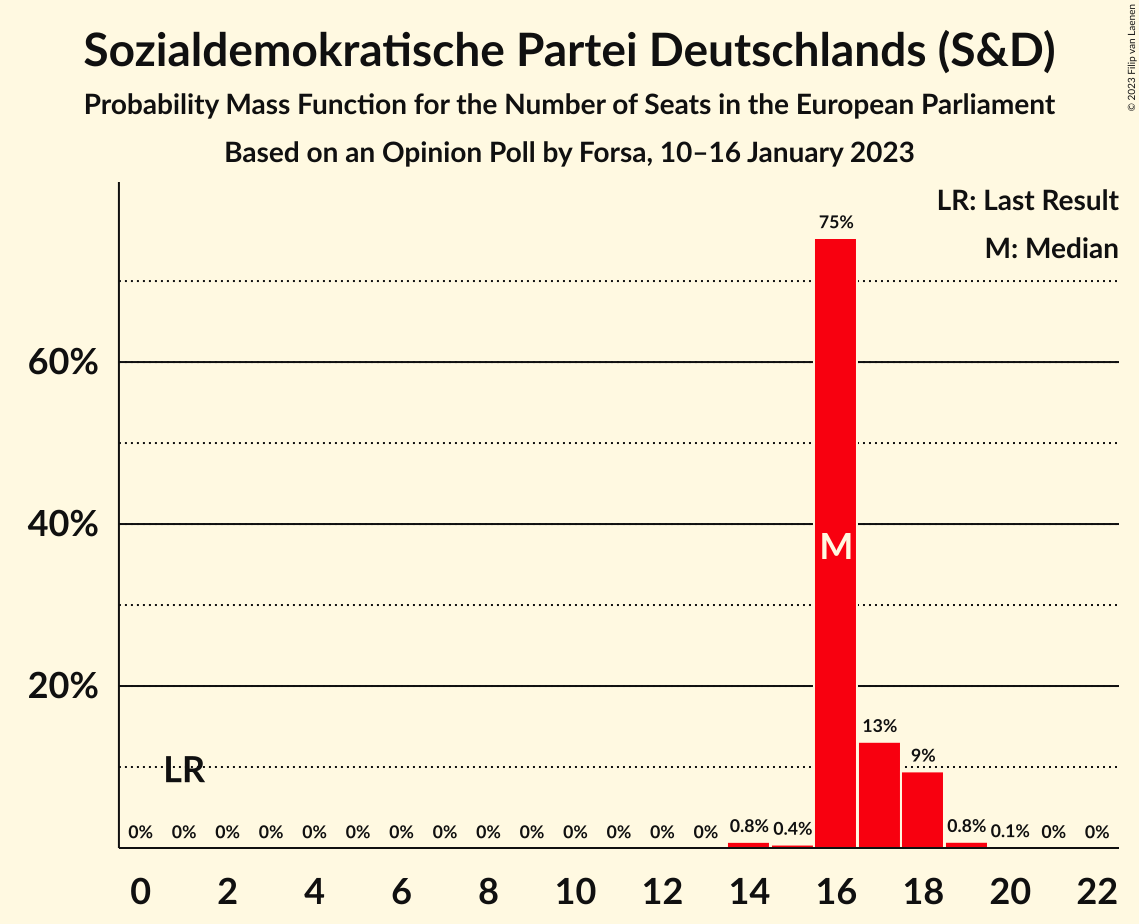 Sozialdemokratische Partei Deutschlands (S&D)
Probability Mass Function for the Number of Seats in the European Parliament
Based on an Opinion Poll by Forsa, 10–16 January 2023
© 2023 Filip van Laenen
LR: Last Result
M: Median
75%
60%
40%
M
20%
13%
9%
LR
0% 0% 0% 0% 0% 0% 0% 0% 0% 0% 0% 0% 0% 0% 0.8% 0.4% 0.8% 0.1% 0% 0%
0 2 4 6 8 10 12 14 16 18 20 22